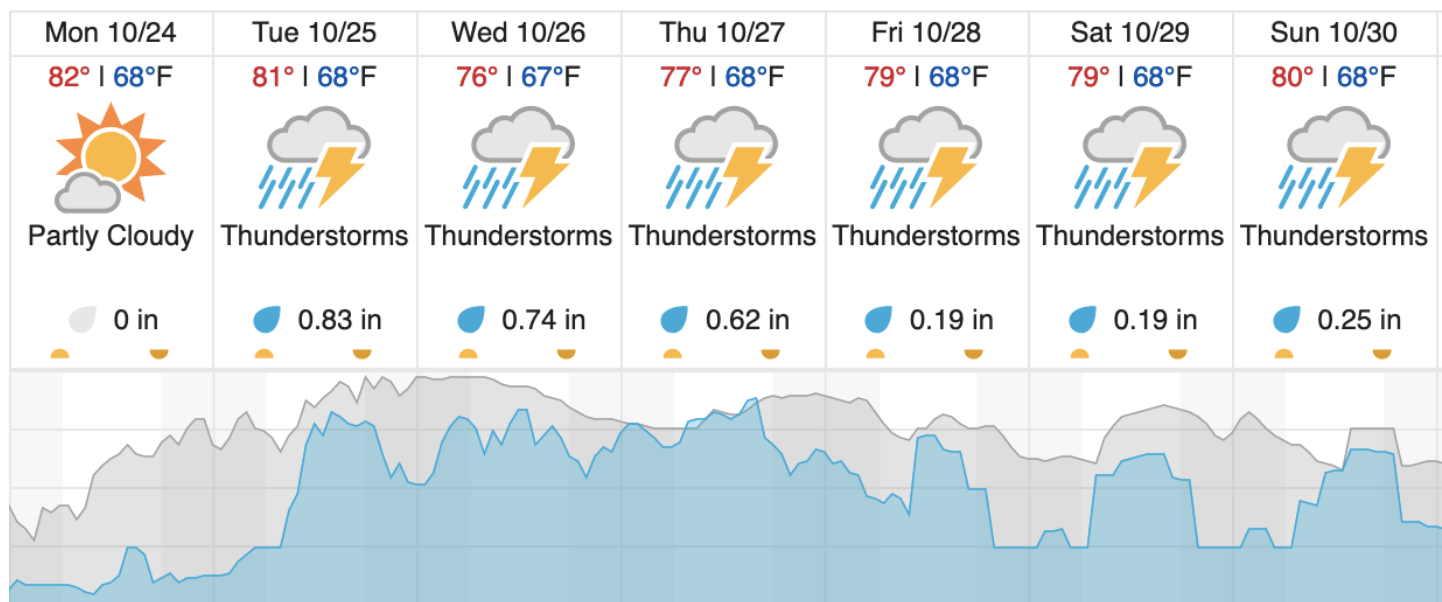 Mon 10/24 Tue 10/25 Wed 10/26 Thu 10/27 Fri 10/28 Sat 10/29 Sun 10/30
82° | 68°F 81° | 68°F 76° | 67°F 77° | 68°F 79° | 68°F 79° | 68°F 80° | 68°F
Partly Cloudy Thunderstorms Thunderstorms Thunderstorms Thunderstorms Thunderstorms Thunderstorms
0 in 0.83 in 0.74 in 0.62 in 0.19 in 0.19 in 0.25 in